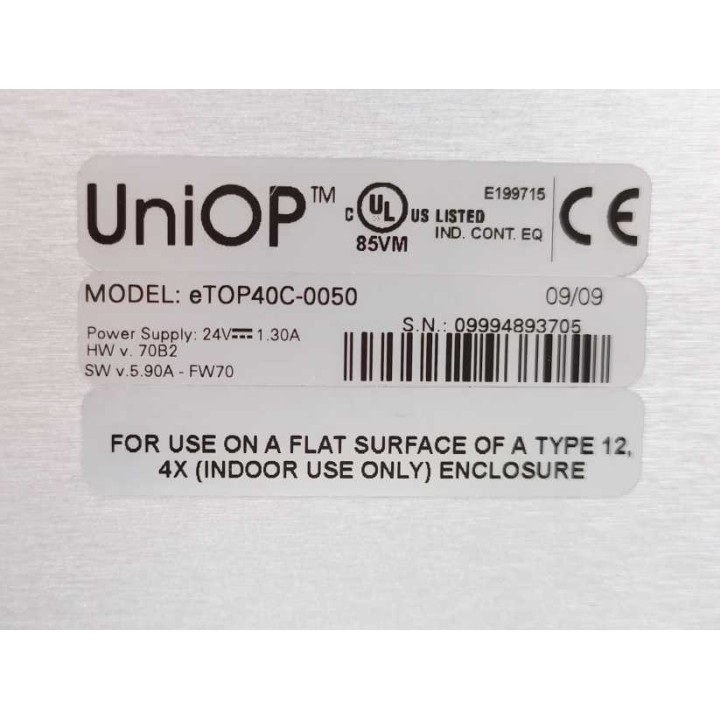 UniOP™
C UL US LISTED
85VM
E199715
IND. CONT. EQ
CE
MODEL: eTOP40C-0050
09/09
Power Supply: 24V⎓ 1.30A
HW v. 70B2
SW v.5.90A - FW70
S.N.: 09994893705
FOR USE ON A FLAT SURFACE OF A TYPE 12,
4X (INDOOR USE ONLY) ENCLOSURE